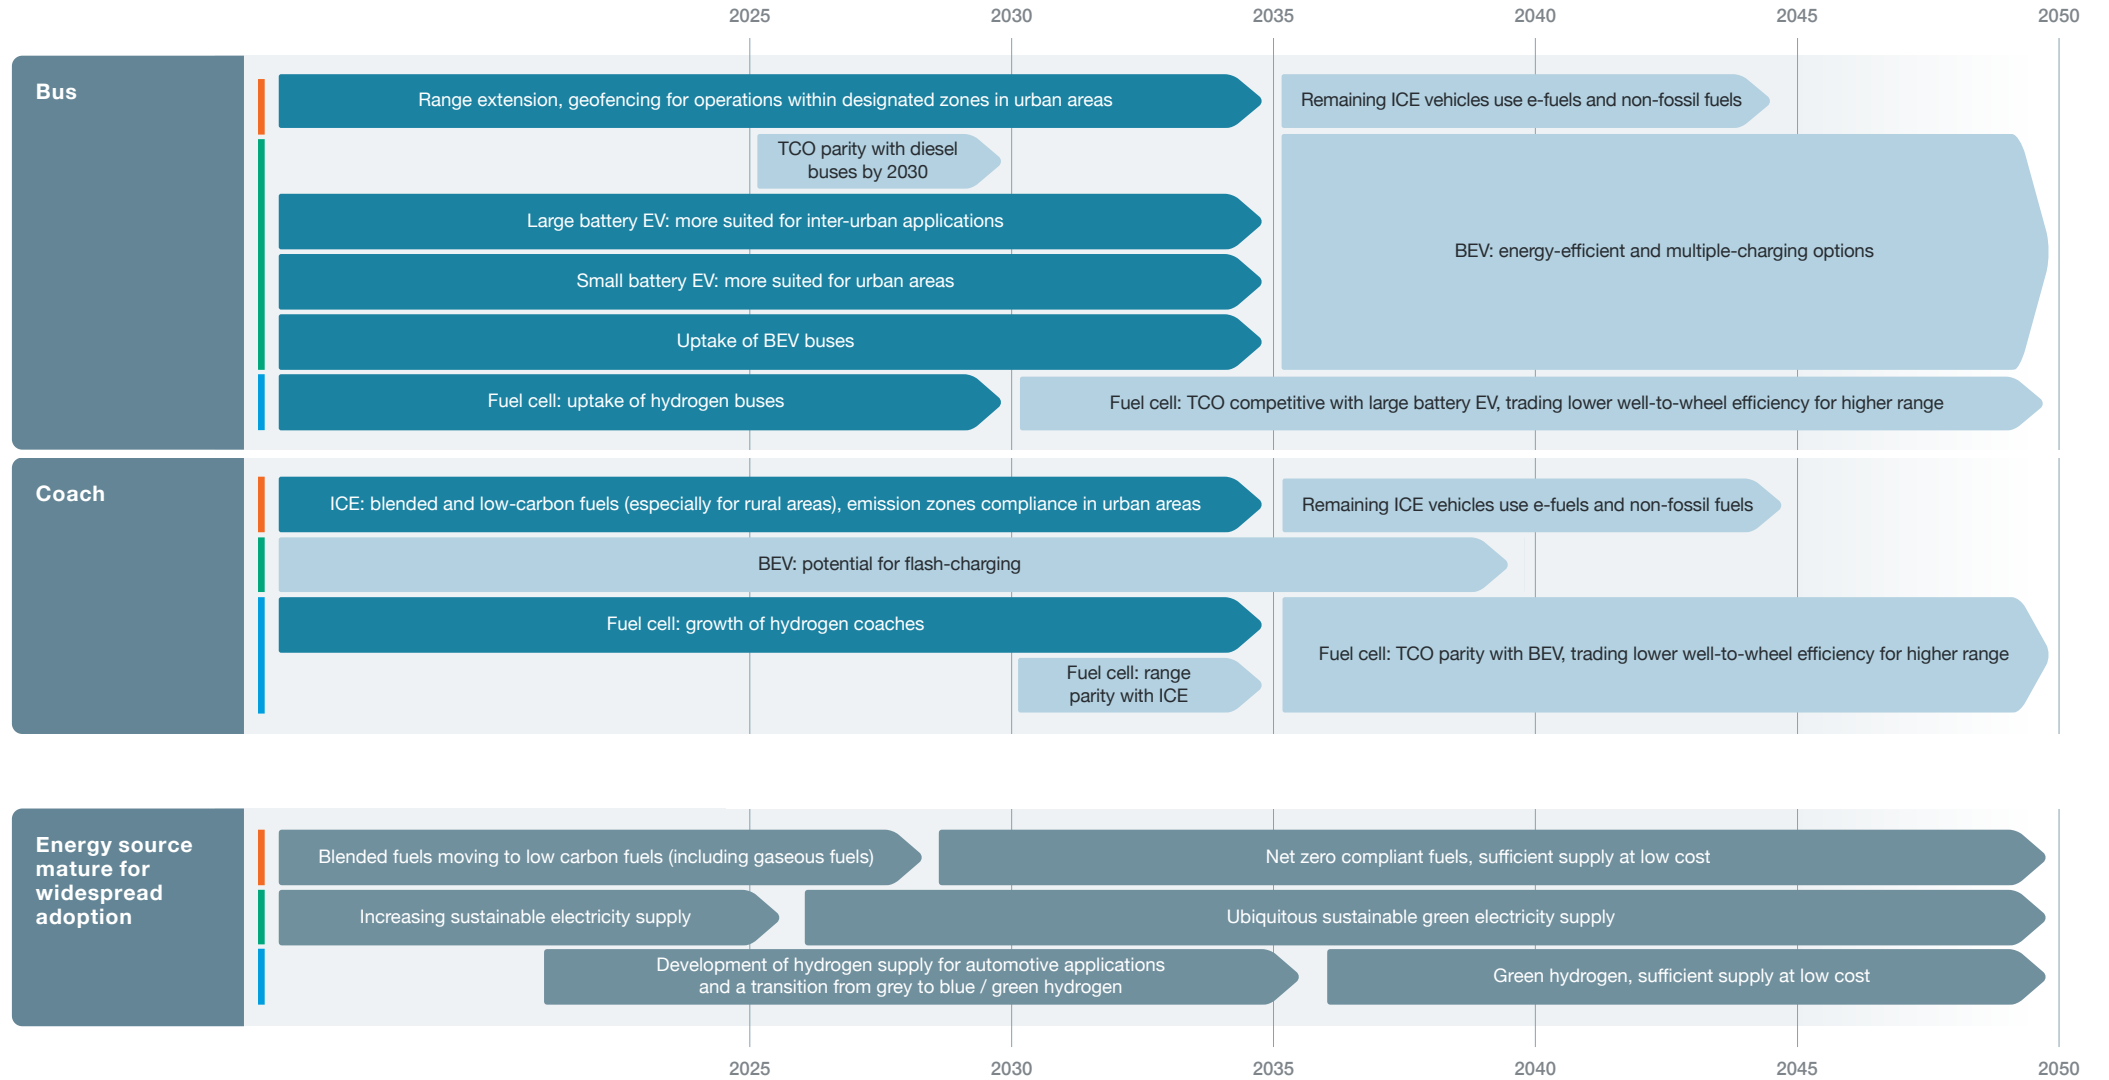 2025 2030 2035 2040 2045 2050
Bus
Range extension, geofencing for operations within designated zones in urban areas
Remaining ICE vehicles use e-fuels and non-fossil fuels
TCO parity with diesel
buses by 2030
Large battery EV: more suited for inter-urban applications
BEV: energy-efficient and multiple-charging options
Small battery EV: more suited for urban areas
Uptake of BEV buses
Fuel cell: uptake of hydrogen buses
Fuel cell: TCO competitive with large battery EV, trading lower well-to-wheel efficiency for higher range
Coach
ICE: blended and low-carbon fuels (especially for rural areas), emission zones compliance in urban areas
Remaining ICE vehicles use e-fuels and non-fossil fuels
BEV: potential for flash-charging
Fuel cell: growth of hydrogen coaches
Fuel cell: TCO parity with BEV, trading lower well-to-wheel efficiency for higher range
Fuel cell: range
parity with ICE
Energy source
mature for
widespread
adoption
Blended fuels moving to low carbon fuels (including gaseous fuels)
Net zero compliant fuels, sufficient supply at low cost
Increasing sustainable electricity supply
Ubiquitous sustainable green electricity supply
Development of hydrogen supply for automotive applications
and a transition from grey to blue / green hydrogen
Green hydrogen, sufficient supply at low cost
2025 2030 2035 2040 2045 2050